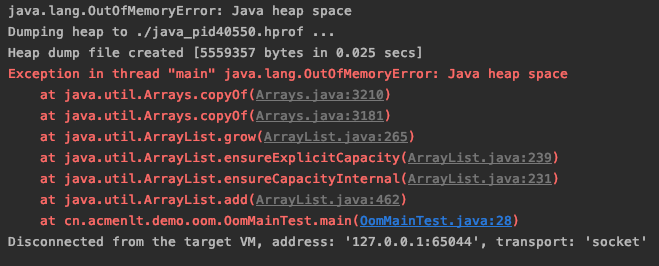 java.lang.OutOfMemoryError: Java heap space
Dumping heap to ./java_pid40550.hprof ...
Heap dump file created [5559357 bytes in 0.025 secs]
Exception in thread "main" java.lang.OutOfMemoryError: Java heap space
    at java.util.Arrays.copyOf(Arrays.java:3210)
    at java.util.Arrays.copyOf(Arrays.java:3181)
    at java.util.ArrayList.grow(ArrayList.java:265)
    at java.util.ArrayList.ensureExplicitCapacity(ArrayList.java:239)
    at java.util.ArrayList.ensureCapacityInternal(ArrayList.java:231)
    at java.util.ArrayList.add(ArrayList.java:462)
    at cn.acmenlt.demo.oom.OomMainTest.main(OomMainTest.java:28)
Disconnected from the target VM, address: '127.0.0.1:65044', transport: 'socket'